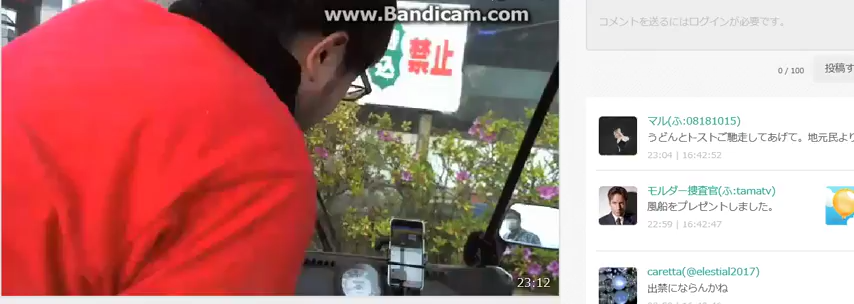 www.Bandicam.com
禁止
23:12
コメントを送るにはログインが必要です。
0 / 100
投稿す
マル(ふ:08181015)
うどんとトーストご馳走してあげて。地元民より
23:04 | 16:42:52
モルダー捜査官(ふ:tamatv)
風船をプレゼントしました。
22:59 | 16:42:47
caretta(@elestial2017)
出禁にならんかね